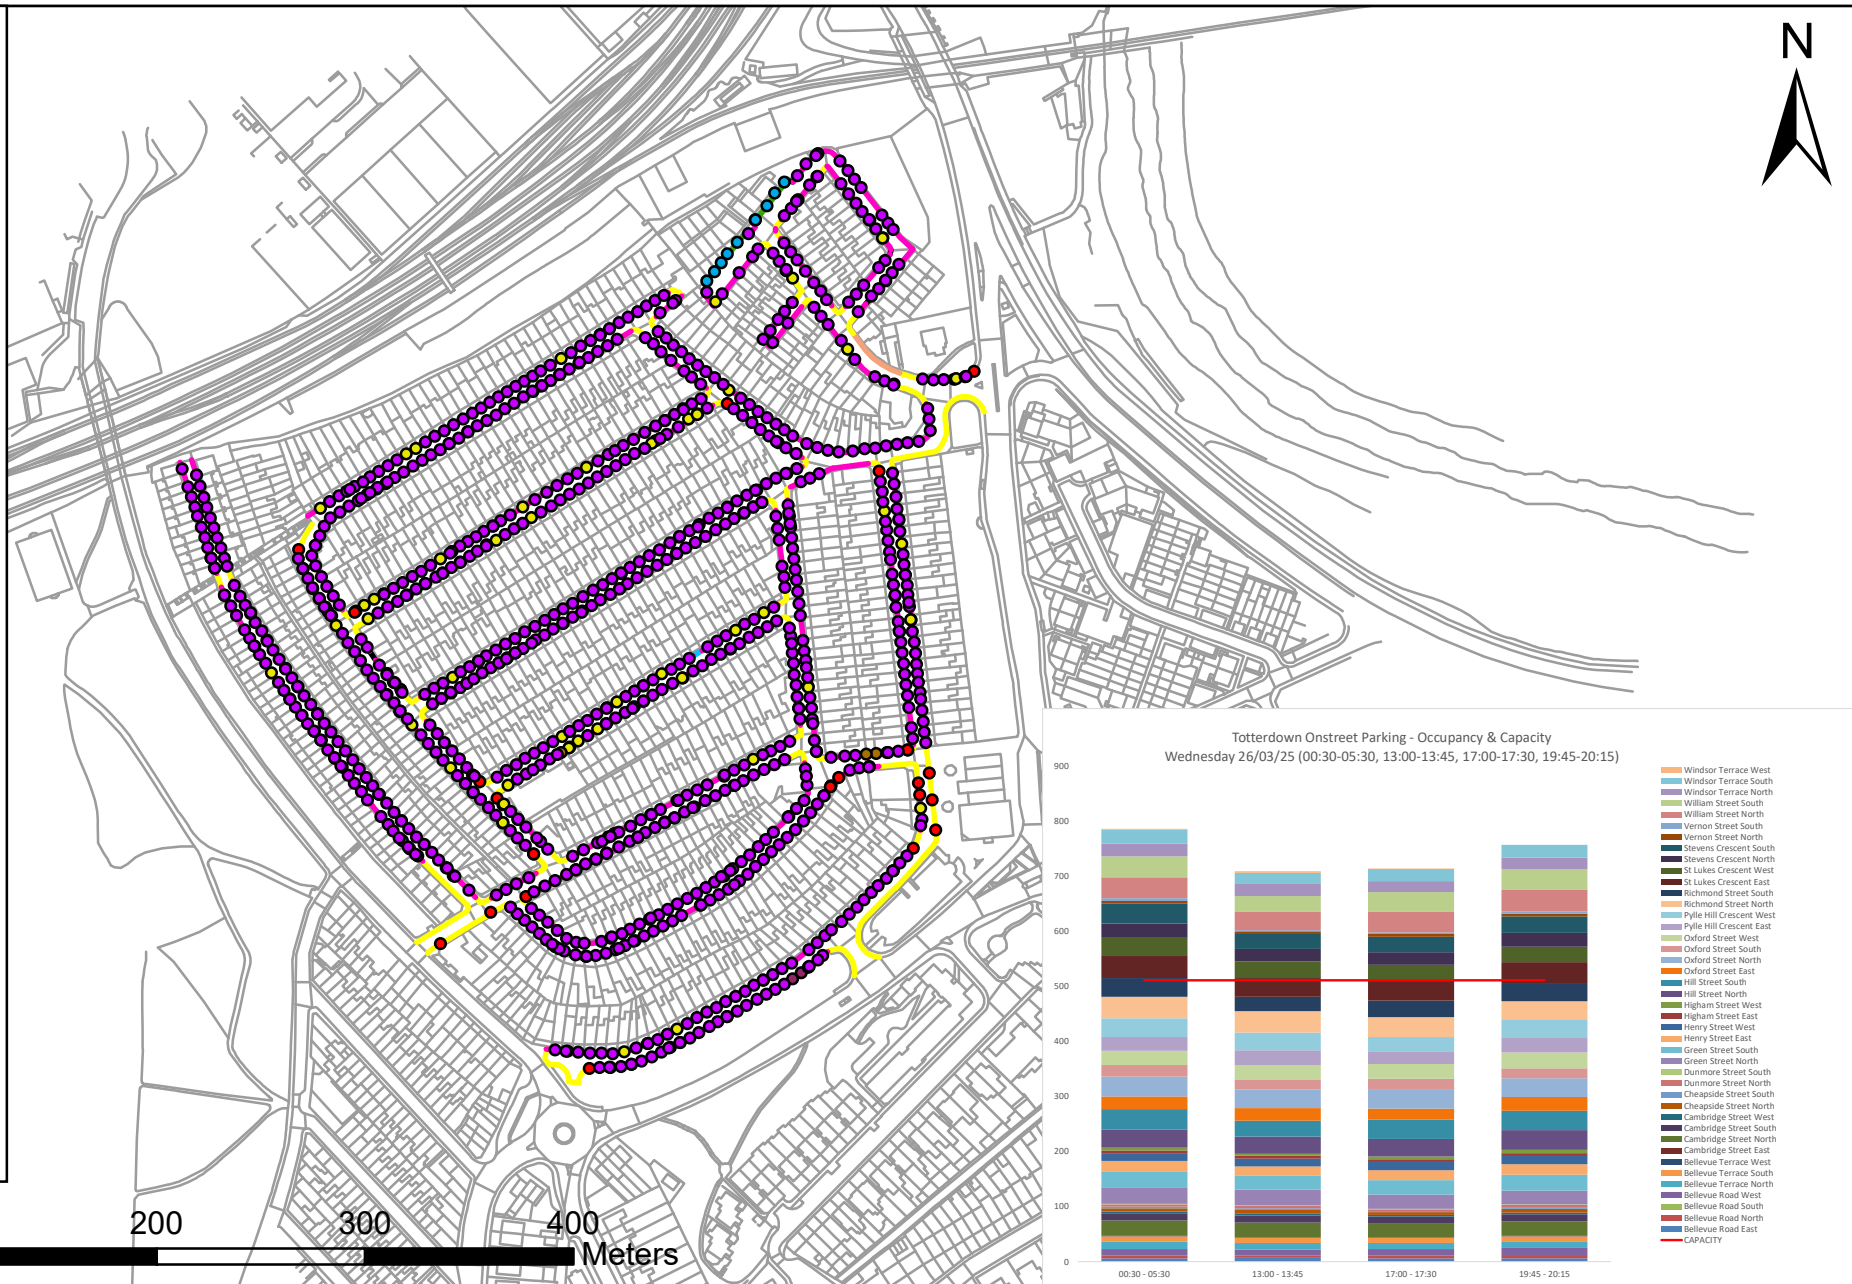 N
200 300 400
Meters
Totterdown Onstreet Parking - Occupancy & Capacity
Wednesday 26/03/25 (00:30-05:30, 13:00-13:45, 17:00-17:30, 19:45-20:15)
900
800
700
600
500
400
300
200
100
0
00:30 - 05:30 13:00 - 13:45 17:00 - 17:30 19:45 - 20:15
Windsor Terrace West
Windsor Terrace South
Windsor Terrace North
William Street South
William Street North
Vernon Street South
Vernon Street North
Stevens Crescent South
Stevens Crescent North
St Lukes Crescent West
St Lukes Crescent East
Richmond Street South
Richmond Street North
Pylle Hill Crescent West
Pylle Hill Crescent East
Oxford Street West
Oxford Street South
Oxford Street North
Oxford Street East
Hill Street South
Hill Street North
Higham Street West
Higham Street East
Henry Street West
Henry Street East
Green Street South
Green Street North
Dunmore Street South
Dunmore Street North
Cheapside Street South
Cheapside Street North
Cambridge Street West
Cambridge Street South
Cambridge Street North
Cambridge Street East
Bellevue Terrace West
Bellevue Terrace South
Bellevue Terrace North
Bellevue Road West
Bellevue Road South
Bellevue Road North
Bellevue Road East
CAPACITY